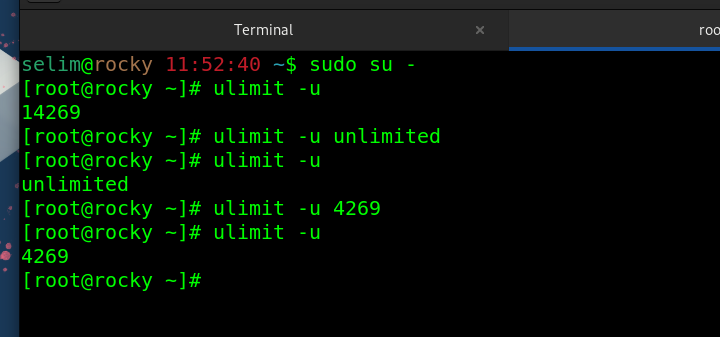 Terminal × roo
selim@rocky 11:52:40 ~$ sudo su -
[root@rocky ~]# ulimit -u
14269
[root@rocky ~]# ulimit -u unlimited
[root@rocky ~]# ulimit -u
unlimited
[root@rocky ~]# ulimit -u 4269
[root@rocky ~]# ulimit -u
4269
[root@rocky ~]#